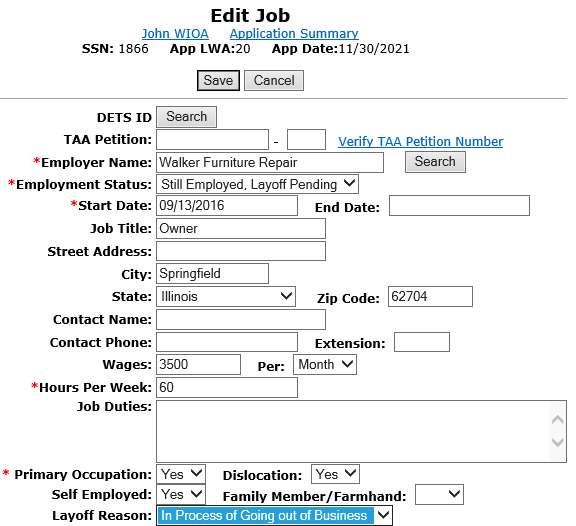 Edit Job
John WIOA Application Summary
SSN: 1866 App LWA:20 App Date:11/30/2021
Save Cancel
DETS ID Search
TAA Petition: - Verify TAA Petition Number
*Employer Name: Walker Furniture Repair Search
*Employment Status: Still Employed, Layoff Pending
*Start Date: 09/13/2016 End Date:
Job Title: Owner
Street Address:
City: Springfield
State: Illinois Zip Code: 62704
Contact Name:
Contact Phone: Extension:
Wages: 3500 Per: Month
*Hours Per Week: 60
Job Duties:
* Primary Occupation: Yes Dislocation: Yes
Self Employed: Yes Family Member/Farmhand:
Layoff Reason: In Process of Going out of Business